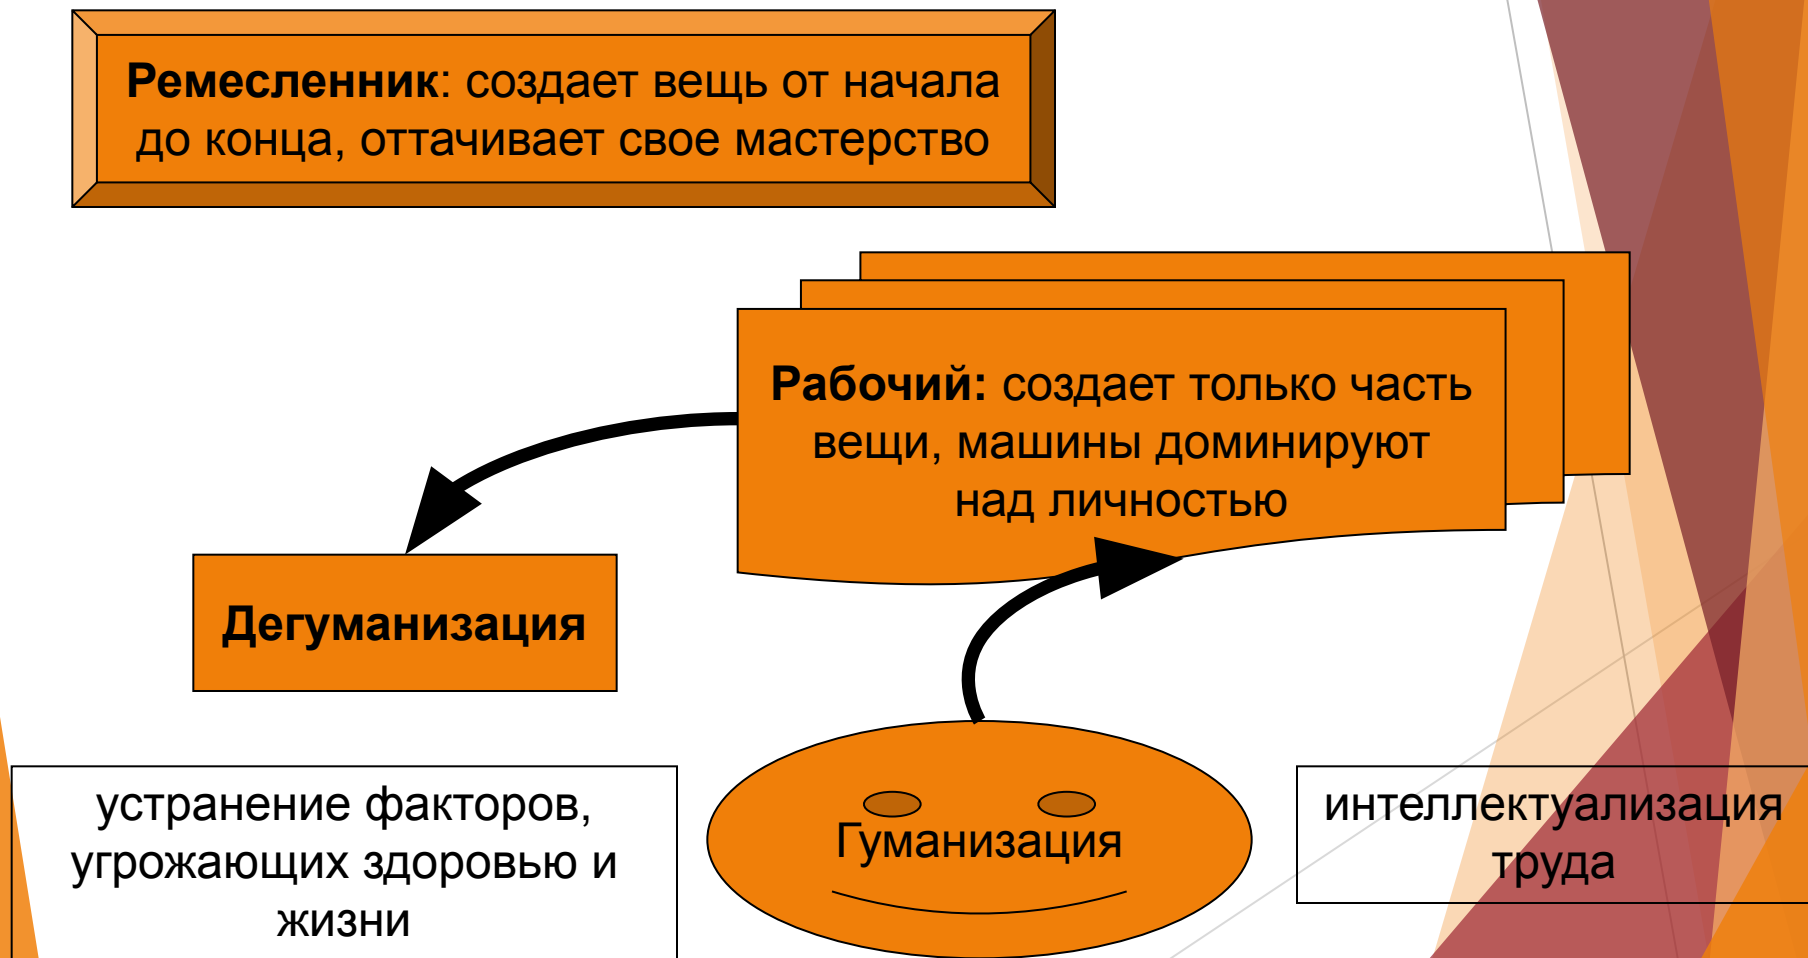 Ремесленник: создает вещь от начала
до конца, оттачивает свое мастерство
Рабочий: создает только часть
вещи, машины доминируют
над личностью
Дегуманизация
устранение факторов,
угрожающих здоровью и
жизни
Гуманизация
интеллектуализация
труда